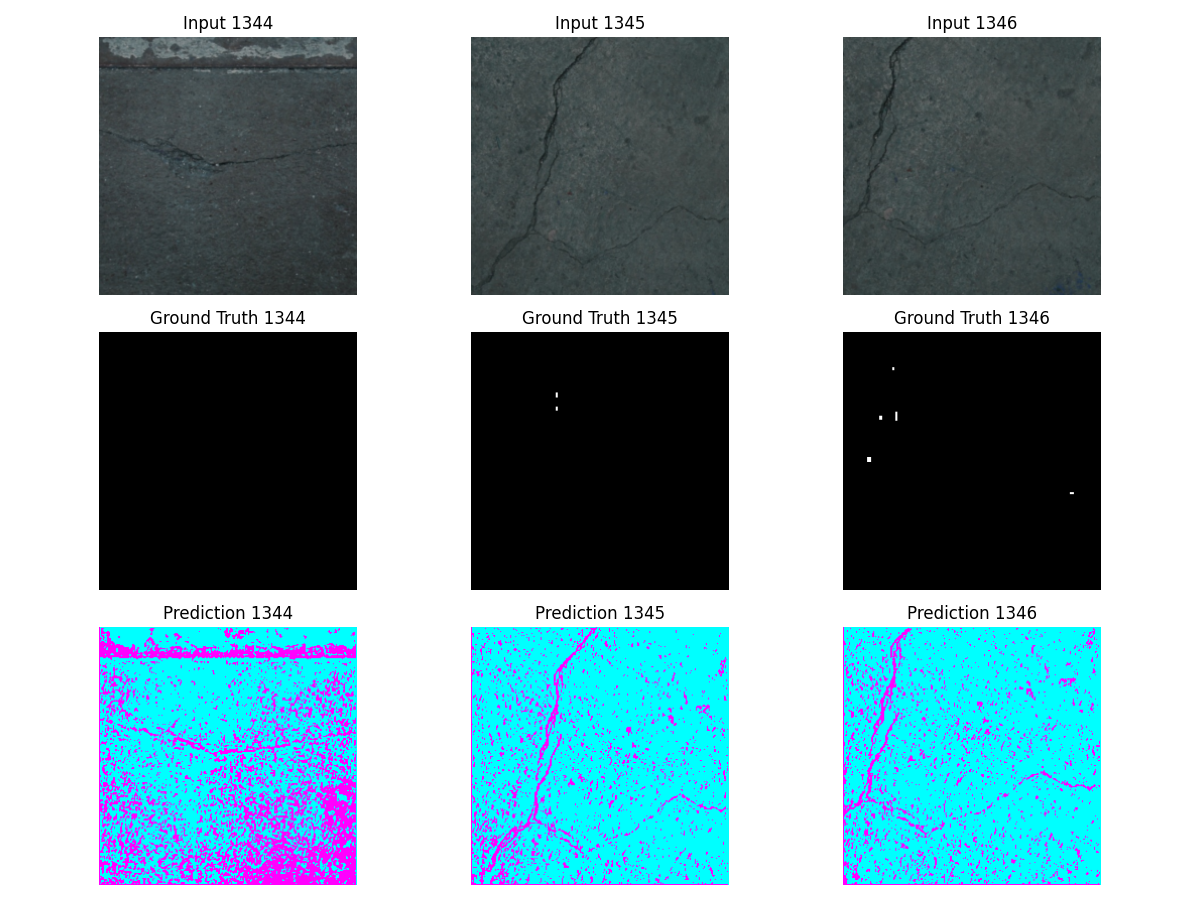 Input 1344
Input 1345
Input 1346
Ground Truth 1344
Ground Truth 1345
Ground Truth 1346
Prediction 1344
Prediction 1345
Prediction 1346